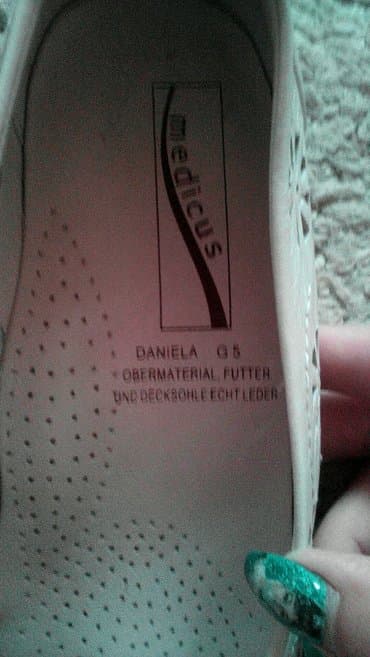 medicus
DANIELA G 5
OBERMATERIAL, FUTTER
UND DECKSOHLE ECHT LEDER